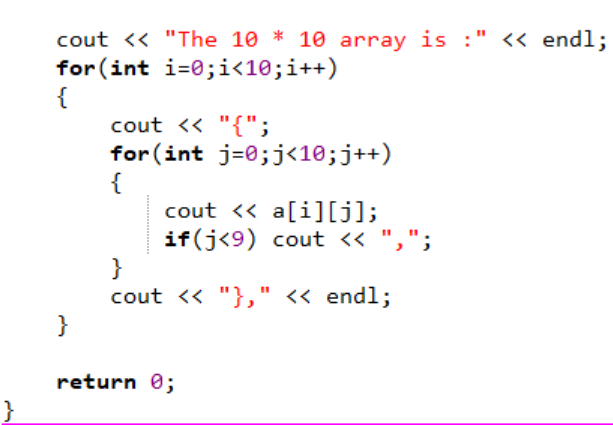 cout << "The 10 * 10 array is :" << endl;
for(int i=0;i<10;i++)
{
cout << "{";
for(int j=0;j<10;j++)
{
cout << a[i][j];
if(j<9) cout << ",";
}
cout << "}," << endl;
}
return 0;
}